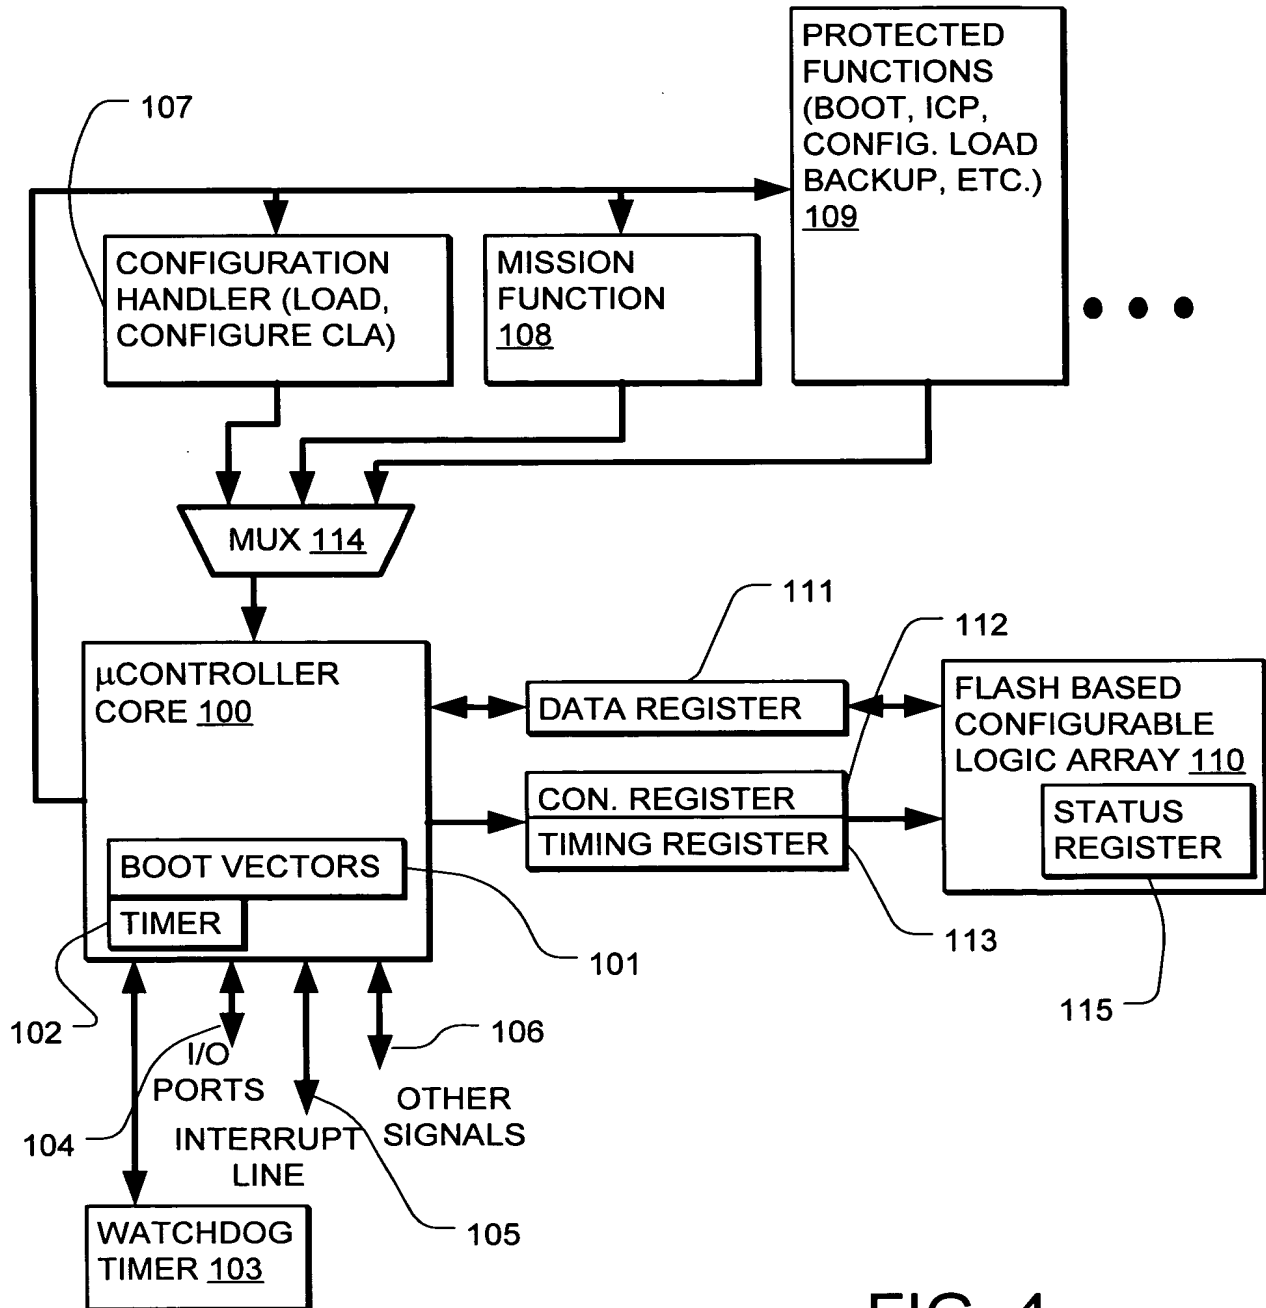 PROTECTED
FUNCTIONS
(BOOT, ICP,
CONFIG. LOAD
BACKUP, ETC.)
109
107
CONFIGURATION
HANDLER (LOAD,
CONFIGURE CLA)
MISSION
FUNCTION
108
MUX 114
111
112
µCONTROLLER
CORE 100
DATA REGISTER
FLASH BASED
CONFIGURABLE
LOGIC ARRAY 110
CON. REGISTER
TIMING REGISTER
STATUS
REGISTER
BOOT VECTORS
TIMER
113
101
115
102
106
I/O
PORTS
OTHER
SIGNALS
104
INTERRUPT
LINE
105
WATCHDOG
TIMER 103
FIG. 4